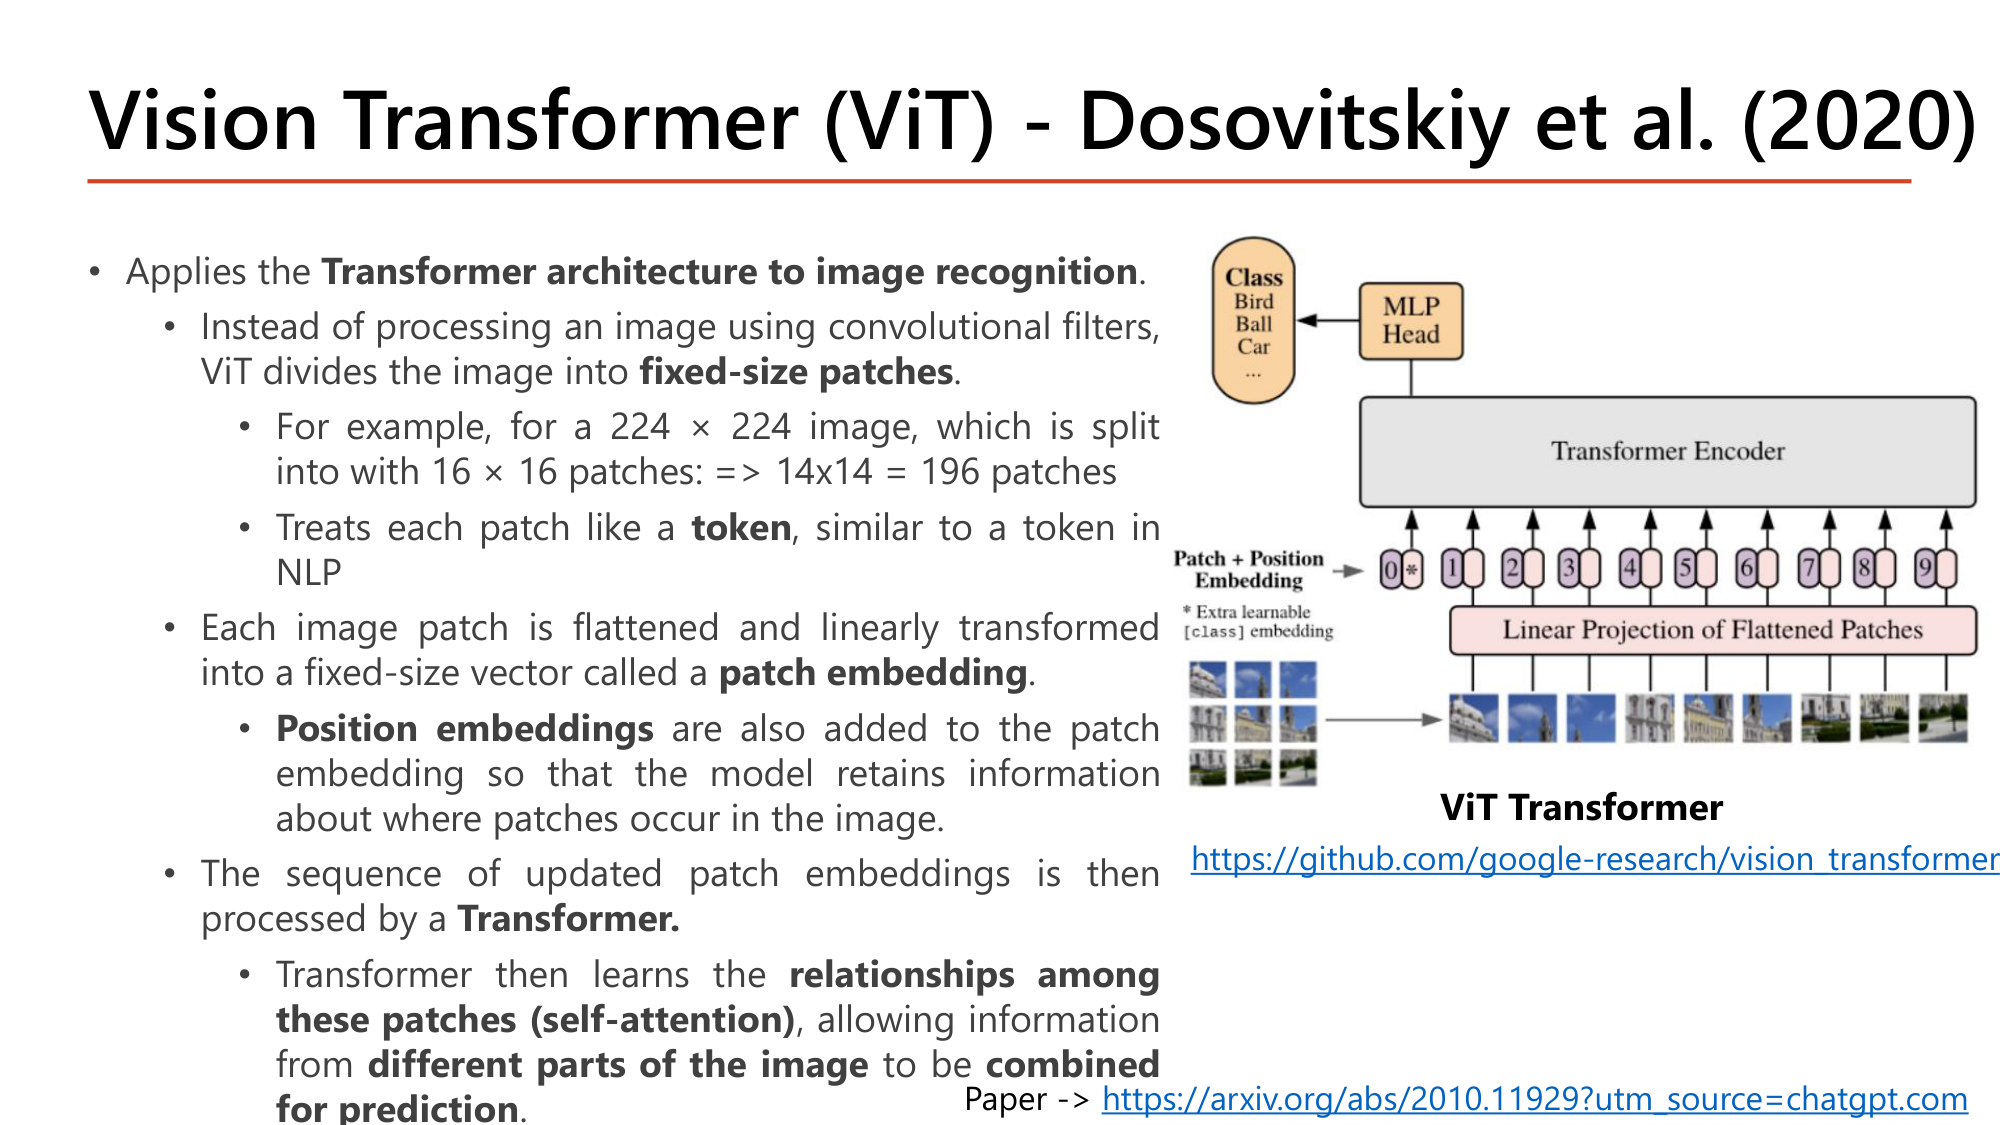 Vision Transformer (ViT) - Dosovitskiy et al. (2020)
• Applies the Transformer architecture to image recognition.
• Instead of processing an image using convolutional filters,
ViT divides the image into fixed-size patches.
• For example, for a 224 × 224 image, which is split
into with 16 × 16 patches: => 14x14 = 196 patches
• Treats each patch like a token, similar to a token in
NLP
• Each image patch is flattened and linearly transformed
into a fixed-size vector called a patch embedding.
• Position embeddings are also added to the patch
embedding so that the model retains information
about where patches occur in the image.
• The sequence of updated patch embeddings is then
processed by a Transformer.
• Transformer then learns the relationships among
these patches (self-attention), allowing information
from different parts of the image to be combined
for prediction.
Class
Bird
Ball
Car
...
MLP
Head
Transformer Encoder
Patch + Position
Embedding
0 * 1 2 3 4 5 6 7 8 9
* Extra learnable
[class] embedding
Linear Projection of Flattened Patches
ViT Transformer
https://github.com/google-research/vision_transformer
Paper -> https://arxiv.org/abs/2010.11929?utm_source=chatgpt.com